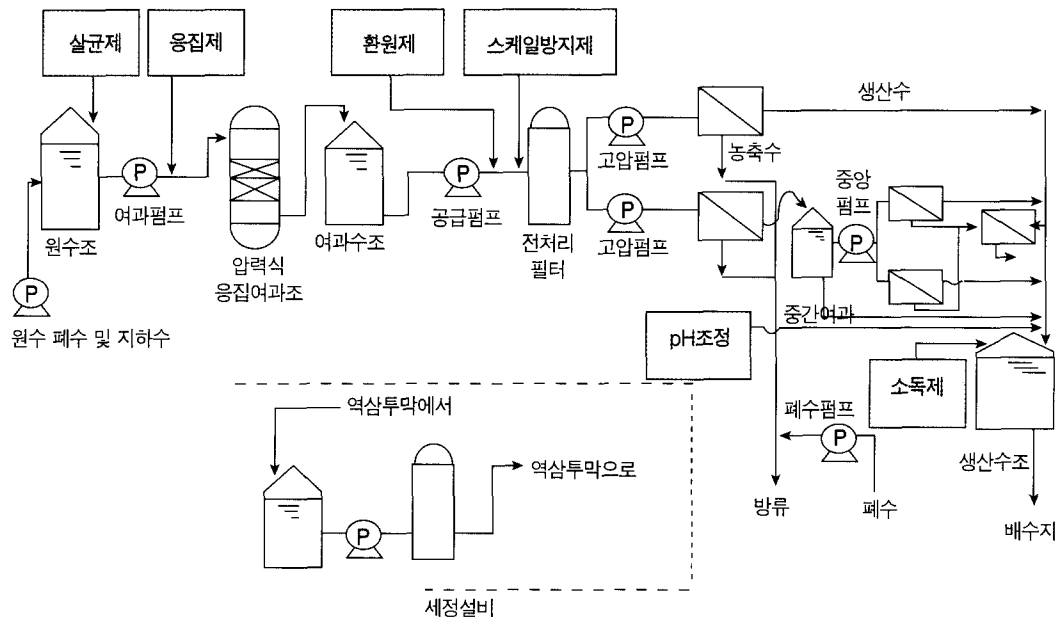 살균제
응집제
환원제
스케일방지제
생산수
P
P
P
P
고압펌프
농축수
중앙
펌프
P
P
여과펌프
원수조
여과수조
공급펌프
전처리
필터
고압펌프
압력식
응집여과조
P
원수 폐수 및 지하수
중간여과
pH조정
소독제
역삼투막에서
폐수펌프
P
생산수조
역삼투막으로
P
방류
폐수
배수지
세정설비